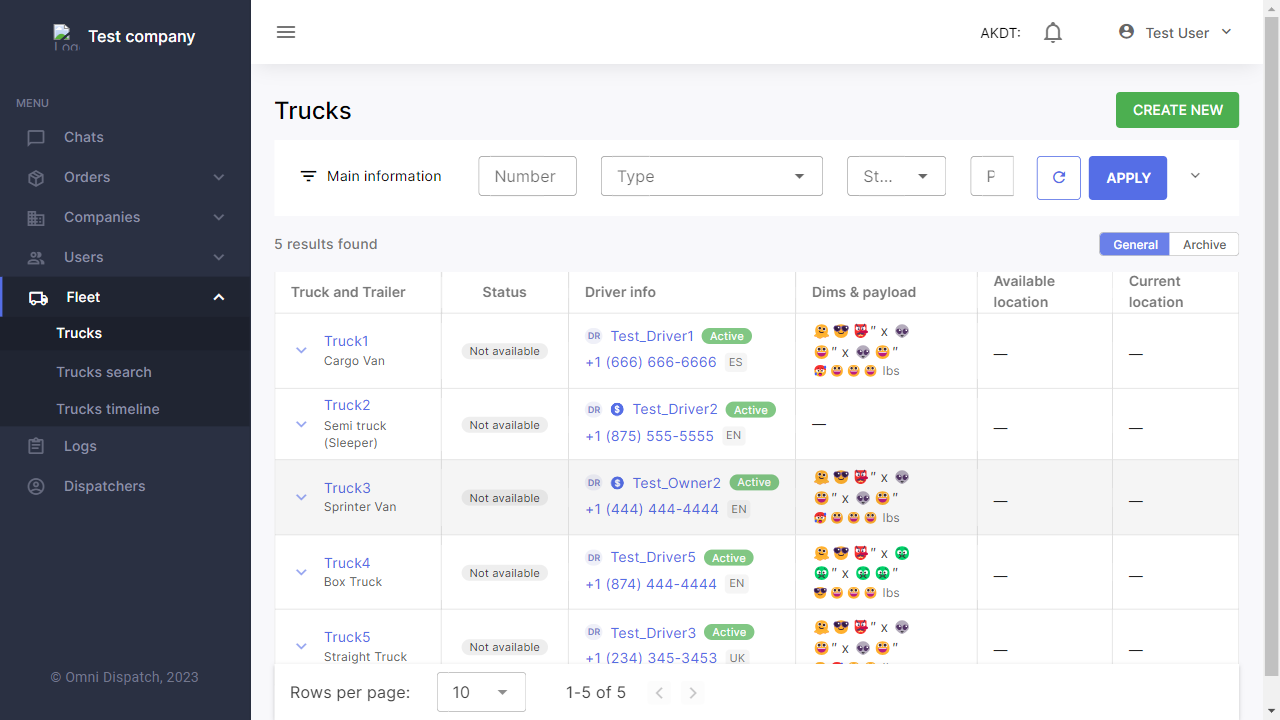 Test company
MENU
Chats
Orders
Companies
Users
Fleet
Trucks
Trucks search
Trucks timeline
Logs
Dispatchers
© Omni Dispatch, 2023
AKDT:
Test User
Trucks
CREATE NEW
Main information
Number
Type
St...
P
APPLY
5 results found
General
Archive
Truck and Trailer
Status
Driver info
Dims & payload
Available location
Current location
Truck1
Cargo Van
Not available
DR Test_Driver1 Active
+1 (666) 666-6666 ES
🫠 😎 👹" x 👽
😀" x 👽 😀"
🥵 😀 😀 😀 lbs
—
—
Truck2
Semi truck
(Sleeper)
Not available
DR $ Test_Driver2 Active
+1 (875) 555-5555 EN
—
—
—
Truck3
Sprinter Van
Not available
DR $ Test_Owner2 Active
+1 (444) 444-4444 EN
🫠 😎 👹" x 👽
😀" x 👽 😀"
🥵 😀 😀 😀 lbs
—
—
Truck4
Box Truck
Not available
DR Test_Driver5 Active
+1 (874) 444-4444 EN
" x
" x "
lbs
—
—
Truck5
Straight Truck
Not available
DR Test_Driver3 Active
+1 (234) 345-3453 UK
🫠 😎 👹" x 👽
😀" x 👽 😀"
—
—
Rows per page:
10
1-5 of 5